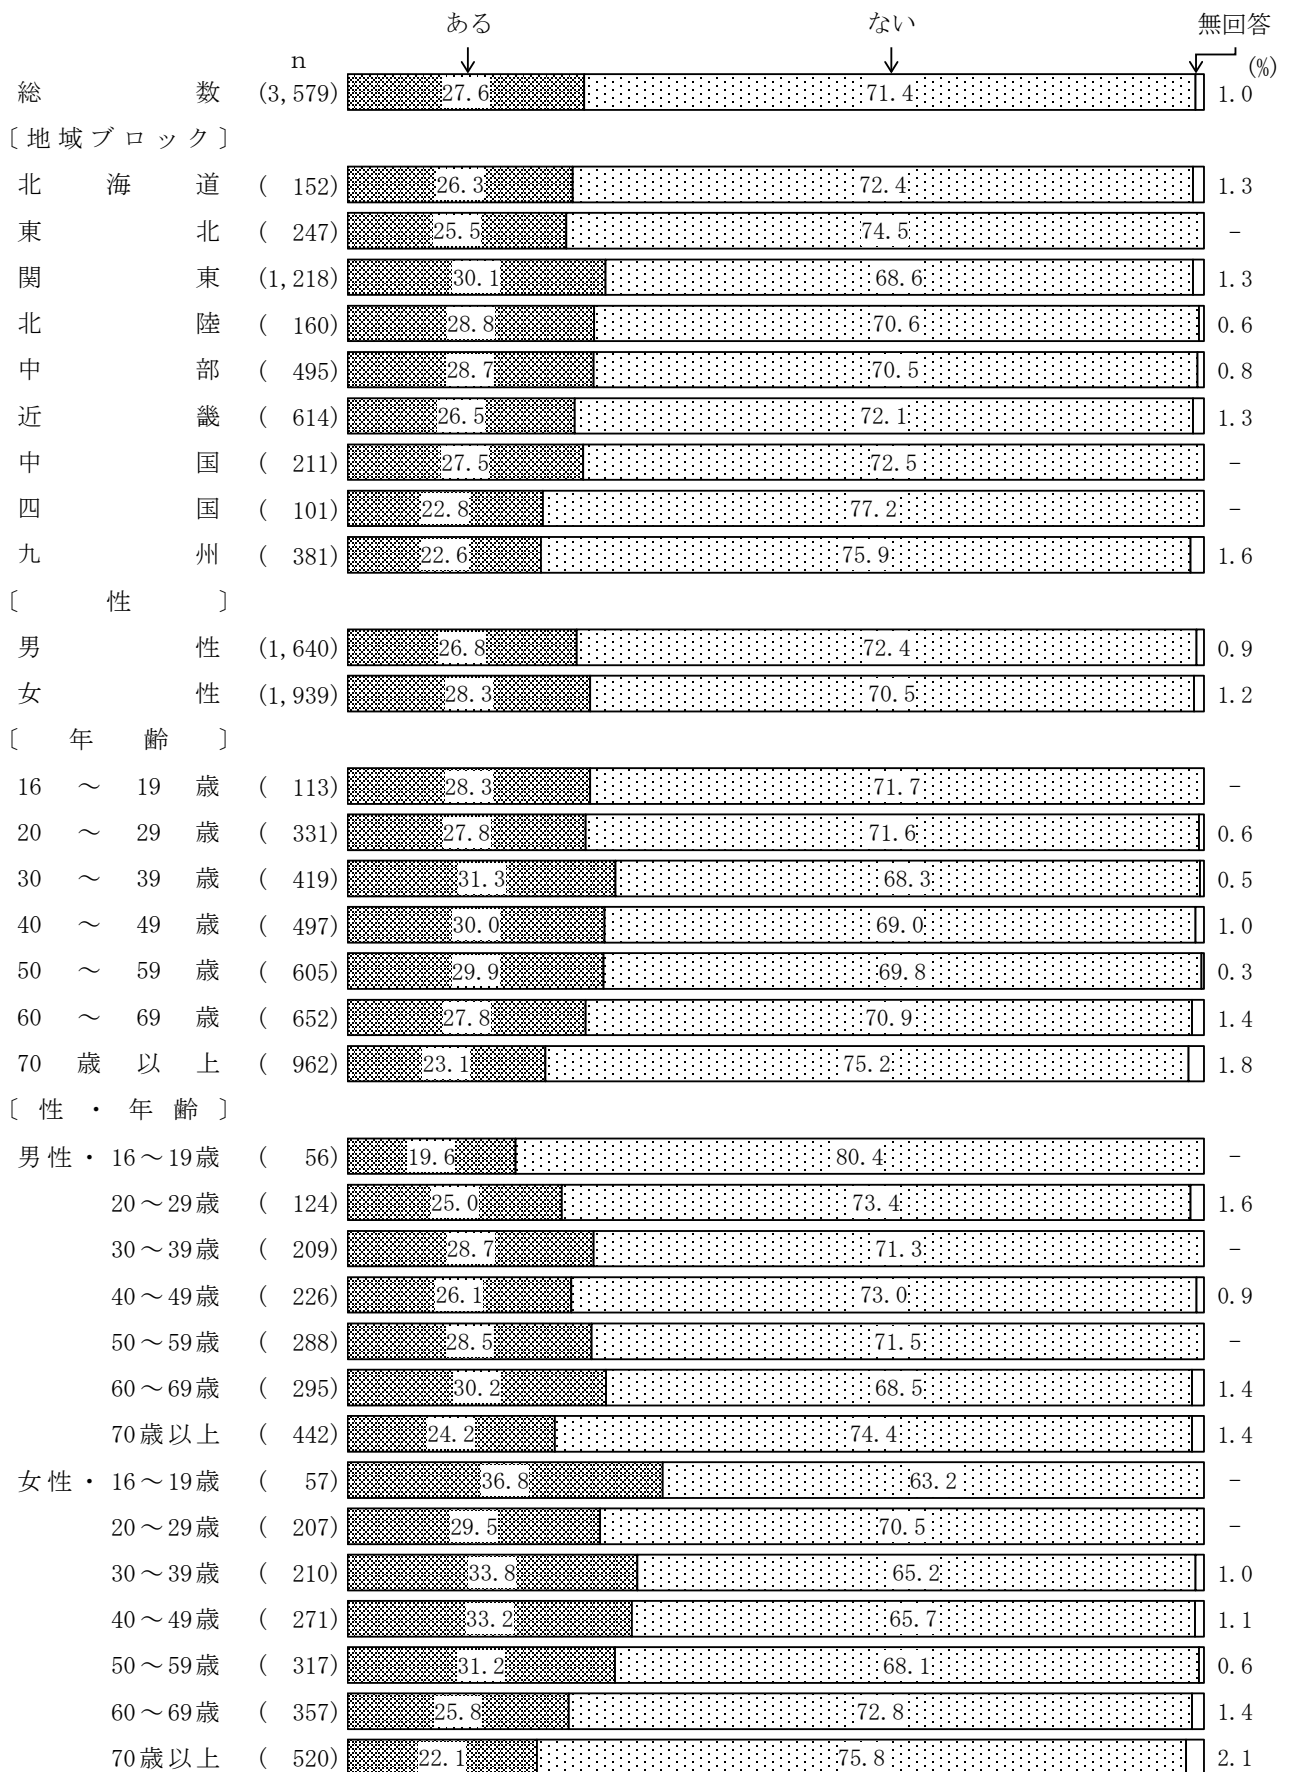 ある ない 無回答
n (%)
総数 (3,579) 27.6 71.4 1.0
〔地域ブロック〕
北海道 ( 152) 26.3 72.4 1.3
東北 ( 247) 25.5 74.5 -
関東 (1,218) 30.1 68.6 1.3
北陸 ( 160) 28.8 70.6 0.6
中部 ( 495) 28.7 70.5 0.8
近畿 ( 614) 26.5 72.1 1.3
中国 ( 211) 27.5 72.5 -
四国 ( 101) 22.8 77.2 -
九州 ( 381) 22.6 75.9 1.6
〔性〕
男性 (1,640) 26.8 72.4 0.9
女性 (1,939) 28.3 70.5 1.2
〔年齢〕
16～19歳 ( 113) 28.3 71.7 -
20～29歳 ( 331) 27.8 71.6 0.6
30～39歳 ( 419) 31.3 68.3 0.5
40～49歳 ( 497) 30.0 69.0 1.0
50～59歳 ( 605) 29.9 69.8 0.3
60～69歳 ( 652) 27.8 70.9 1.4
70歳以上 ( 962) 23.1 75.2 1.8
〔性・年齢〕
男性・16～19歳 ( 56) 19.6 80.4 -
20～29歳 ( 124) 25.0 73.4 1.6
30～39歳 ( 209) 28.7 71.3 -
40～49歳 ( 226) 26.1 73.0 0.9
50～59歳 ( 288) 28.5 71.5 -
60～69歳 ( 295) 30.2 68.5 1.4
70歳以上 ( 442) 24.2 74.4 1.4
女性・16～19歳 ( 57) 36.8 63.2 -
20～29歳 ( 207) 29.5 70.5 -
30～39歳 ( 210) 33.8 65.2 1.0
40～49歳 ( 271) 33.2 65.7 1.1
50～59歳 ( 317) 31.2 68.1 0.6
60～69歳 ( 357) 25.8 72.8 1.4
70歳以上 ( 520) 22.1 75.8 2.1